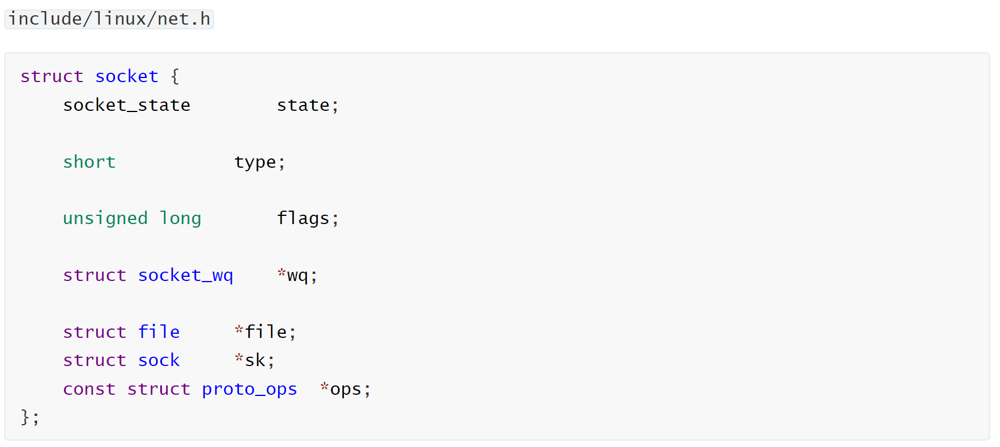 include/linux/net.h
struct socket {
    socket_state        state;
    short           type;
    unsigned long       flags;
    struct socket_wq    *wq;
    struct file     *file;
    struct sock     *sk;
    const struct proto_ops  *ops;
};